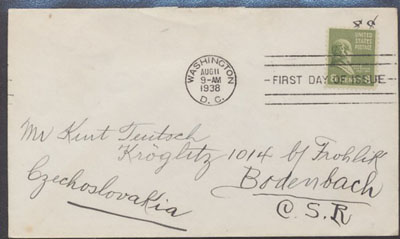 WASHINGTON
AUG 11
9-AM
1938
D. C.
FIRST DAY OF ISSUE
UNITED
STATES
POSTAGE
Mr Kurt Teutsch
Kröglitz 1014 b/ Frohlik
Bodenbach
Czechoslovakia
C. S. R